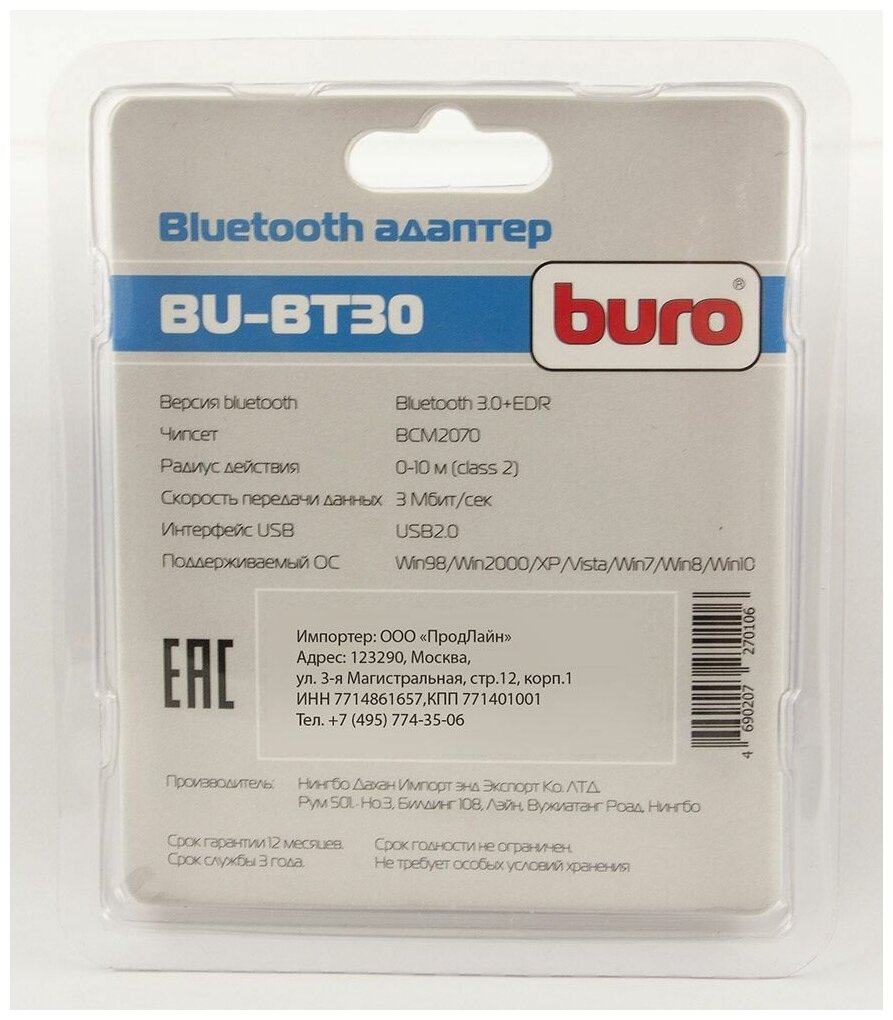 Bluetooth адаптер
BU-BT30
buro®
Версия bluetooth Bluetooth 3.0+EDR
Чипсет BCM2070
Радиус действия 0-10 м (class 2)
Скорость передачи данных 3 Мбит/сек
Интерфейс USB USB2.0
Поддерживаемый ОС Win98/Win2000/XP/Vista/Win7/Win8/Win10
EAC
Импортер: ООО «ПродЛайн»
Адрес: 123290, Москва,
ул. 3-я Магистральная, стр.12, корп.1
ИНН 7714861657,КПП 771401001
Тел. +7 (495) 774-35-06
4 690207 270106
Производитель: Нингбо Дахан Импорт энд Экспорт Ко. ЛТД.
Рум 501.-Но.3, Билдинг 108, Лэйн, Вужиатанг Роад, Нингбо
Срок гарантии 12 месяцев. Срок годности не ограничен.
Срок службы 3 года. Не требует особых условий хранения